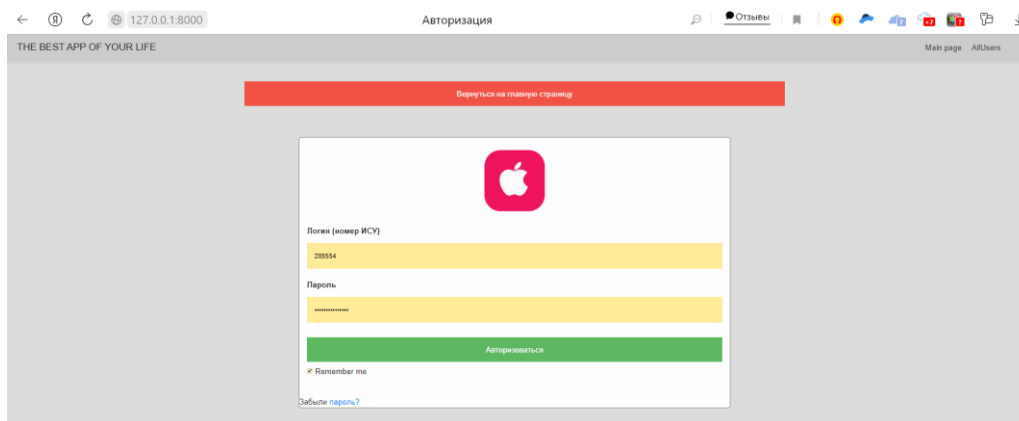 127.0.0.1:8000 Авторизация Отзывы
THE BEST APP OF YOUR LIFE Main page AllUsers
Вернуться на главную страницу
Логин (номер ИСУ)
285554
Пароль
Авторизоваться
Remember me
Забыли пароль?